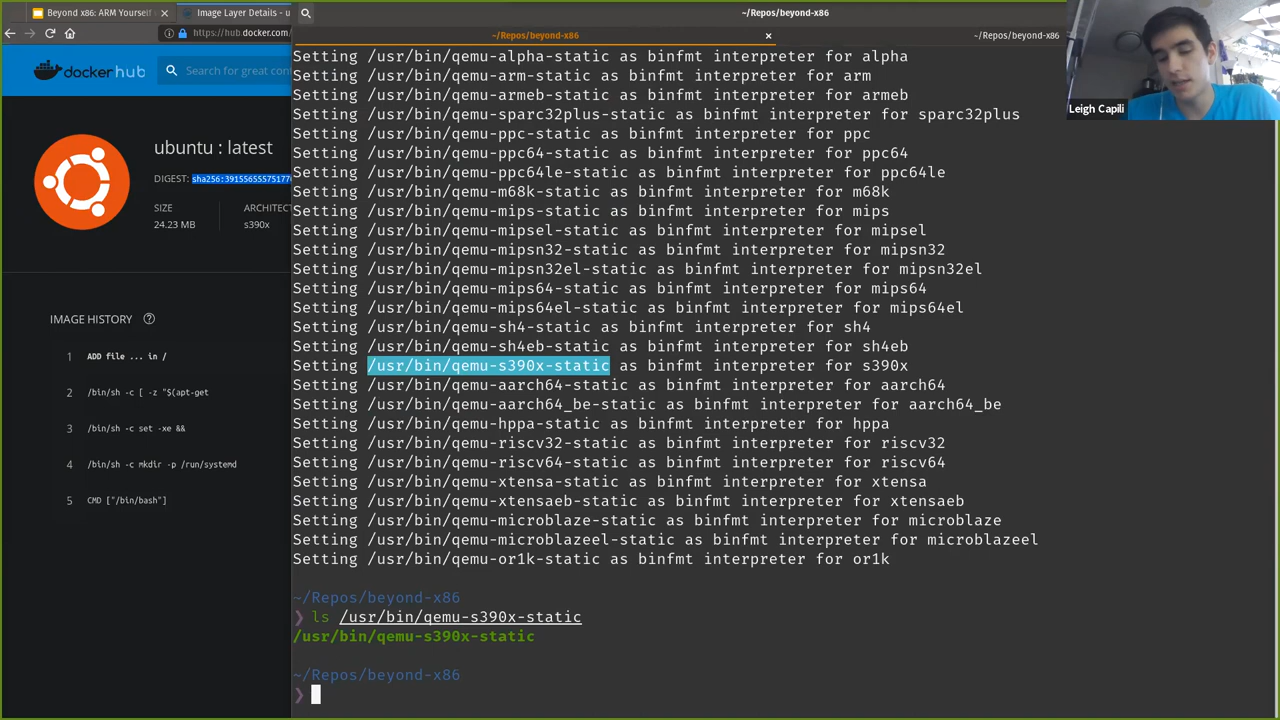 Beyond x86: ARM Yourself
Image Layer Details - u
https://hub.docker.com/
dockerhub
Search for great con
ubuntu : latest
DIGEST:
SIZE
ARCHITECT
24.23 MB
s390x
IMAGE HISTORY
1 ADD file ... in /
2 /bin/sh -c [ -z "$(apt-get
3 /bin/sh -c set -xe &&
4 /bin/sh -c mkdir -p /run/systemd
5 CMD ["/bin/bash"]
~/Repos/beyond-x86
~/Repos/beyond-x86
~/Repos/beyond-x86
Setting /usr/bin/qemu-alpha-static as binfmt interpreter for alpha
Setting /usr/bin/qemu-arm-static as binfmt interpreter for arm
Setting /usr/bin/qemu-armeb-static as binfmt interpreter for armeb
Setting /usr/bin/qemu-sparc32plus-static as binfmt interpreter for sparc32plus
Setting /usr/bin/qemu-ppc-static as binfmt interpreter for ppc
Setting /usr/bin/qemu-ppc64-static as binfmt interpreter for ppc64
Setting /usr/bin/qemu-ppc64le-static as binfmt interpreter for ppc64le
Setting /usr/bin/qemu-m68k-static as binfmt interpreter for m68k
Setting /usr/bin/qemu-mips-static as binfmt interpreter for mips
Setting /usr/bin/qemu-mipsel-static as binfmt interpreter for mipsel
Setting /usr/bin/qemu-mipsn32-static as binfmt interpreter for mipsn32
Setting /usr/bin/qemu-mipsn32el-static as binfmt interpreter for mipsn32el
Setting /usr/bin/qemu-mips64-static as binfmt interpreter for mips64
Setting /usr/bin/qemu-mips64el-static as binfmt interpreter for mips64el
Setting /usr/bin/qemu-sh4-static as binfmt interpreter for sh4
Setting /usr/bin/qemu-sh4eb-static as binfmt interpreter for sh4eb
Setting /usr/bin/qemu-s390x-static as binfmt interpreter for s390x
Setting /usr/bin/qemu-aarch64-static as binfmt interpreter for aarch64
Setting /usr/bin/qemu-aarch64_be-static as binfmt interpreter for aarch64_be
Setting /usr/bin/qemu-hppa-static as binfmt interpreter for hppa
Setting /usr/bin/qemu-riscv32-static as binfmt interpreter for riscv32
Setting /usr/bin/qemu-riscv64-static as binfmt interpreter for riscv64
Setting /usr/bin/qemu-xtensa-static as binfmt interpreter for xtensa
Setting /usr/bin/qemu-xtensaeb-static as binfmt interpreter for xtensaeb
Setting /usr/bin/qemu-microblaze-static as binfmt interpreter for microblaze
Setting /usr/bin/qemu-microblazeel-static as binfmt interpreter for microblazeel
Setting /usr/bin/qemu-or1k-static as binfmt interpreter for or1k
~/Repos/beyond-x86
❯ ls /usr/bin/qemu-s390x-static
/usr/bin/qemu-s390x-static
~/Repos/beyond-x86
❯
Leigh Capili